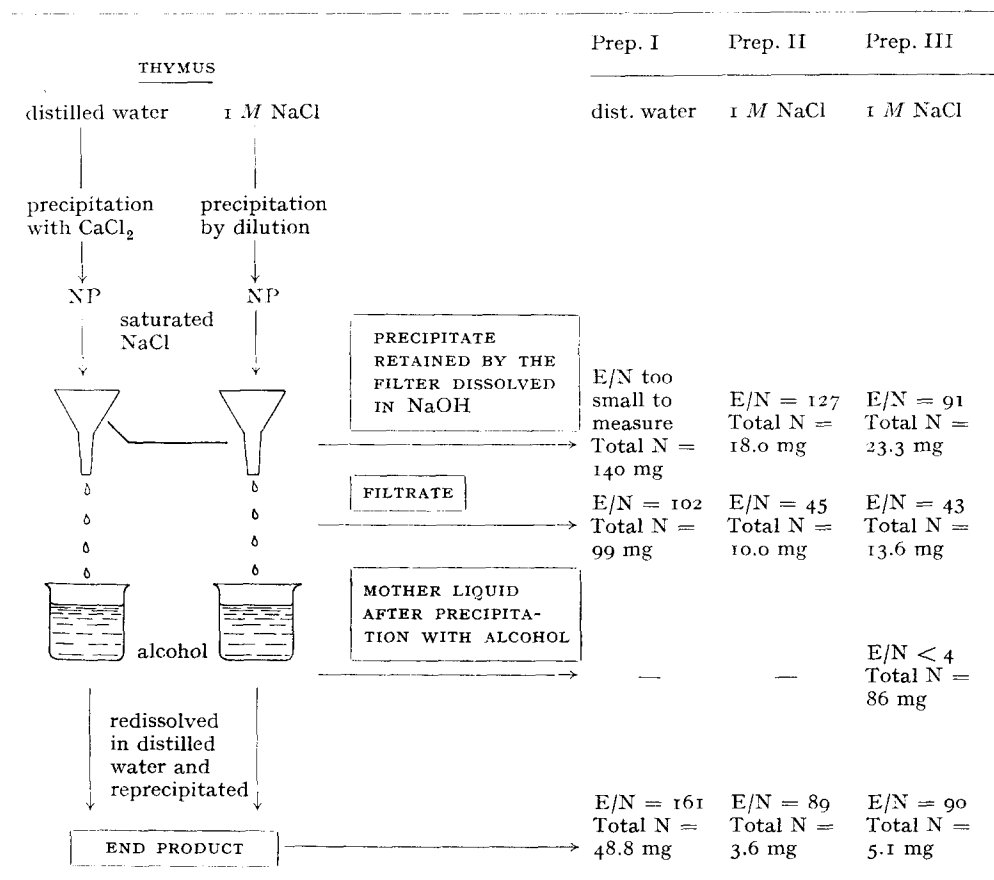 Prep. I Prep. II Prep. III
THYMUS
distilled water 1 M NaCl
dist. water 1 M NaCl 1 M NaCl
precipitation
with CaCl₂
precipitation
by dilution
NP NP
saturated
NaCl
PRECIPITATE
RETAINED BY THE
FILTER DISSOLVED
IN NaOH
E/N too
small to
measure
Total N =
140 mg
E/N = 127
Total N =
18.0 mg
E/N = 91
Total N =
23.3 mg
FILTRATE
E/N = 102
Total N =
99 mg
E/N = 45
Total N =
10.0 mg
E/N = 43
Total N =
13.6 mg
MOTHER LIQUID
AFTER PRECIPITA-
TION WITH ALCOHOL
alcohol
— —
E/N < 4
Total N =
86 mg
redissolved
in distilled
water and
reprecipitated
END PRODUCT
E/N = 161
Total N =
48.8 mg
E/N = 89
Total N =
3.6 mg
E/N = 90
Total N =
5.1 mg